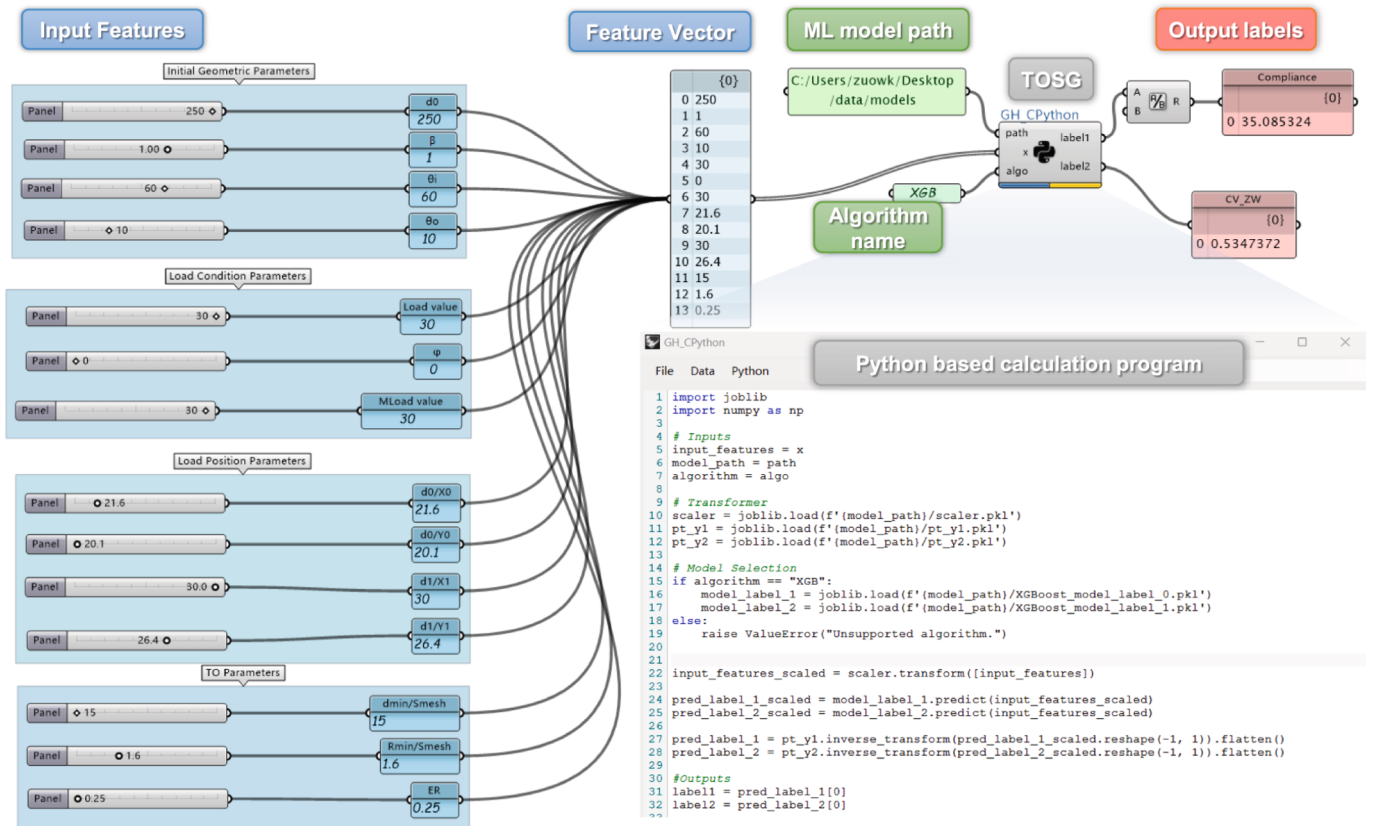 Input Features
Initial Geometric Parameters
Panel 250 d0 250
Panel 1.00 β 1
Panel 60 θi 60
Panel 10 θo 10
Load Condition Parameters
Panel 30 Load value 30
Panel 0 φ 0
Panel 30 MLoad value 30
Load Position Parameters
Panel 21.6 d0/X0 21.6
Panel 20.1 d0/Y0 20.1
Panel 30.0 d1/X1 30
Panel 26.4 d1/Y1 26.4
TO Parameters
Panel 15 dmin/Smesh 15
Panel 1.6 Rmin/Smesh 1.6
Panel 0.25 ER 0.25
Feature Vector
{0}
0 250
1 1
2 60
3 10
4 30
5 0
6 30
7 21.6
8 20.1
9 30
10 26.4
11 15
12 1.6
13 0.25
ML model path
C:/Users/zuowk/Desktop
/data/models
XGB
Algorithm
name
TOSG
GH_CPython
path label1
x
algo label2
A
B
A/B
R
Output labels
Compliance
{0}
0 35.085324
CV_ZW
{0}
0 0.5347372
GH_CPython
Python based calculation program
File Data Python
1 import joblib
2 import numpy as np
3
4 # Inputs
5 input_features = x
6 model_path = path
7 algorithm = algo
8
9 # Transformer
10 scaler = joblib.load(f'{model_path}/scaler.pkl')
11 pt_y1 = joblib.load(f'{model_path}/pt_y1.pkl')
12 pt_y2 = joblib.load(f'{model_path}/pt_y2.pkl')
13
14 # Model Selection
15 if algorithm == "XGB":
16     model_label_1 = joblib.load(f'{model_path}/XGBoost_model_label_0.pkl')
17     model_label_2 = joblib.load(f'{model_path}/XGBoost_model_label_1.pkl')
18 else:
19     raise ValueError("Unsupported algorithm.")
20
21
22 input_features_scaled = scaler.transform([input_features])
23
24 pred_label_1_scaled = model_label_1.predict(input_features_scaled)
25 pred_label_2_scaled = model_label_2.predict(input_features_scaled)
26
27 pred_label_1 = pt_y1.inverse_transform(pred_label_1_scaled.reshape(-1, 1)).flatten()
28 pred_label_2 = pt_y2.inverse_transform(pred_label_2_scaled.reshape(-1, 1)).flatten()
29
30 #Outputs
31 label1 = pred_label_1[0]
32 label2 = pred_label_2[0]